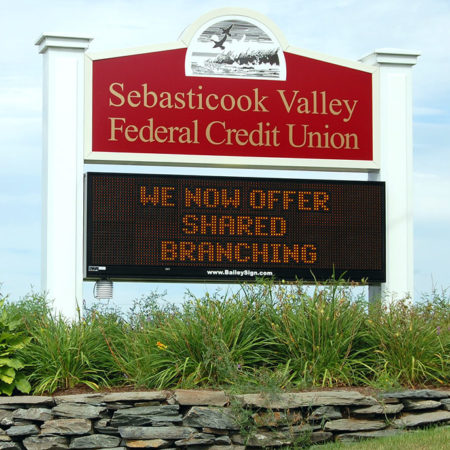 Sebasticook Valley
Federal Credit Union
WE NOW OFFER
SHARED
BRANCHING
www.BaileySign.com